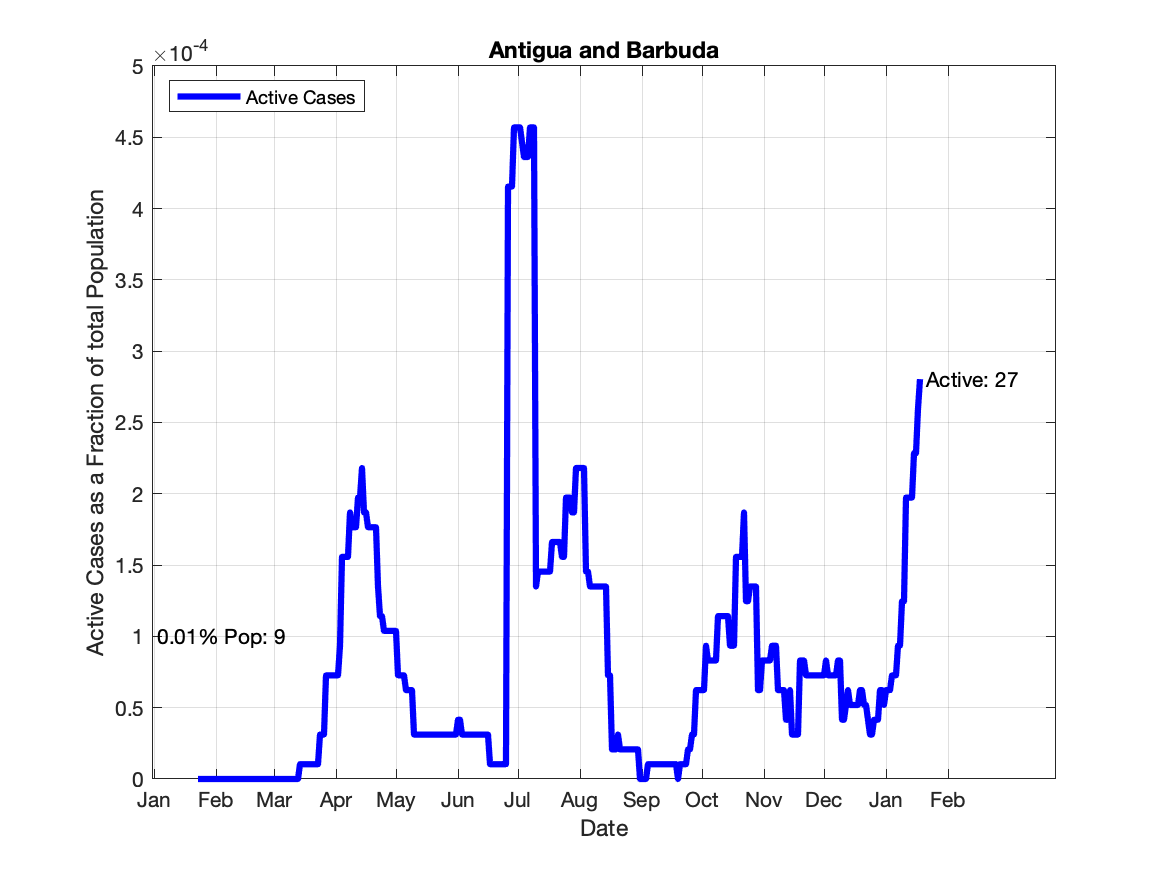 Antigua and Barbuda
×10-4
Active Cases
5
4.5
4
3.5
3
2.5
2
1.5
1
0.5
0
Active Cases as a Fraction of total Population
Active: 27
0.01% Pop: 9
Jan Feb Mar Apr May Jun Jul Aug Sep Oct Nov Dec Jan Feb
Date